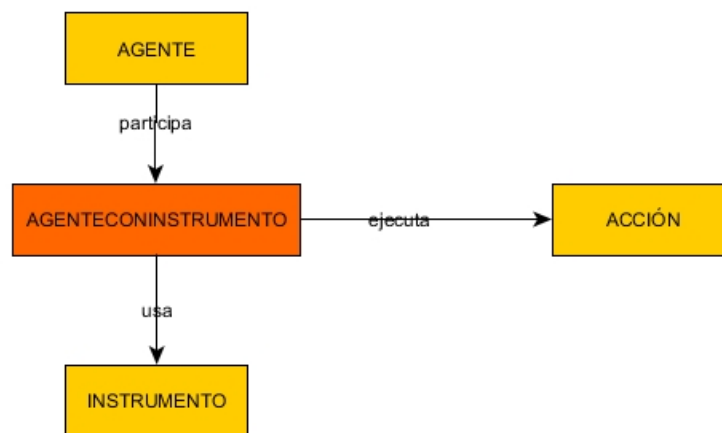 AGENTE
participa
AGENTECONINSTRUMENTO
ejecuta
ACCIÓN
usa
INSTRUMENTO